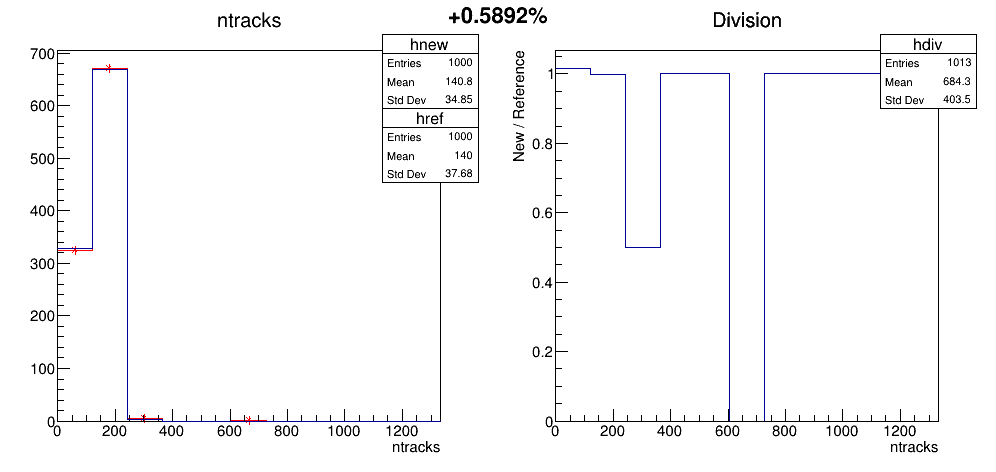 +0.5892%
ntracks
hnew
Entries 1000
Mean 140.8
Std Dev 34.85
href
Entries 1000
Mean 140
Std Dev 37.68
700
600
500
400
300
200
100
0
0 200 400 600 800 1000 1200
ntracks
Division
hdiv
Entries 1013
Mean 684.3
Std Dev 403.5
New / Reference
1
0.8
0.6
0.4
0.2
0
0 200 400 600 800 1000 1200
ntracks